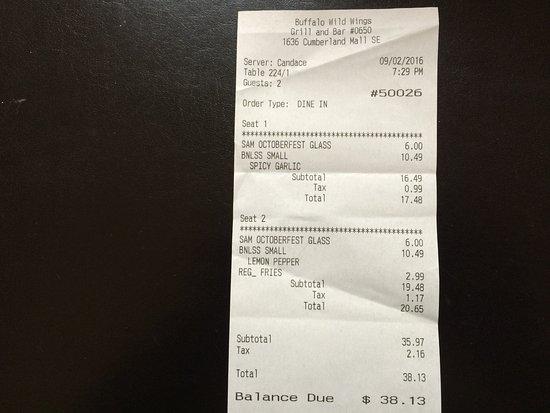 Buffalo Wild Wings
Grill and Bar #0650
1636 Cumberland Mall SE
Server: Candace 09/02/2016
Table 224/1 7:29 PM
Guests: 2
#50026
Order Type: DINE IN
Seat 1
****************************************
SAM OCTOBERFEST GLASS 6.00
BNLSS SMALL 10.49
SPICY GARLIC
Subtotal 16.49
Tax 0.99
Total 17.48
Seat 2
****************************************
SAM OCTOBERFEST GLASS 6.00
BNLSS SMALL 10.49
LEMON PEPPER
REG_ FRIES 2.99
Subtotal 19.48
Tax 1.17
Total 20.65
Subtotal 35.97
Tax 2.16
Total 38.13
Balance Due $ 38.13